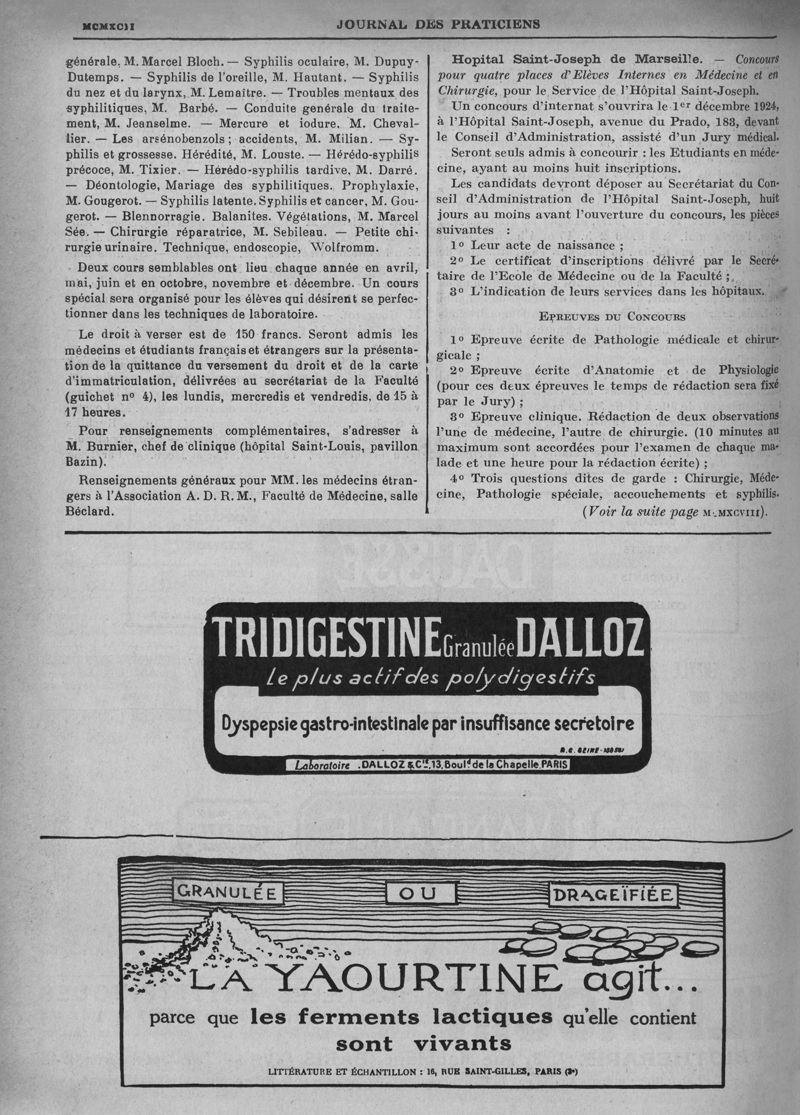 MCMXCII
JOURNAL DES PRATICIENS
générale, M. Marcel Bloch. — Syphilis oculaire, M. Dupuy-
Dutemps. — Syphilis de l'oreille, M. Hautant. — Syphilis
du nez et du larynx, M. Lemaître. — Troubles mentaux des
syphilitiques, M. Barbé. — Conduite genérale du traite-
ment, M. Jeanselme. — Mercure et iodure, M. Cheval-
lier. — Les arsénobenzols ; accidents, M. Milian. — Sy-
philis et grossesse. Hérédité, M. Louste. — Hérédo-syphilis
précoce, M. Tixier. — Hérédo-syphilis tardive, M. Darré.
— Déontologie, Mariage des syphilitiques. Prophylaxie,
M. Gougerot. — Syphilis latente. Syphilis et cancer, M. Gou-
gerot. — Blennorragie. Balanites. Végétations, M. Marcel
Sée. — Chirurgie réparatrice, M. Sebileau. — Petite chi-
rurgie urinaire. Technique, endoscopie, Wolfromm.
Deux cours semblables ont lieu chaque année en avril,
mai, juin et en octobre, novembre et décembre. Un cours
spécial sera organisé pour les élèves qui désirent se perfec-
tionner dans les techniques de laboratoire.
Le droit à verser est de 150 francs. Seront admis les
médecins et étudiants français et étrangers sur la présenta-
tion de la quittance du versement du droit et de la carte
d'immatriculation, délivrées au secrétariat de la Faculté
(guichet nº 4), les lundis, mercredis et vendredis, de 15 à
17 heures.
Pour renseignements complémentaires, s'adresser à
M. Burnier, chef de clinique (hôpital Saint-Louis, pavillon
Bazin).
Renseignements généraux pour MM. les médecins étran-
gers à l'Association A. D. R. M., Faculté de Médecine, salle
Béclard.
Hopital Saint-Joseph de Marseille. — Concours
pour quatre places d'Elèves Internes en Médecine et en
Chirurgie, pour le Service de l'Hôpital Saint-Joseph.
Un concours d'internat s'ouvrira le 1er décembre 1924,
à l'Hôpital Saint-Joseph, avenue du Prado, 183, devant
le Conseil d'Administration, assisté d'un Jury médical.
Seront seuls admis à concourir : les Etudiants en méde-
cine, ayant au moins huit inscriptions.
Les candidats devront déposer au Secrétariat du Con-
seil d'Administration de l'Hôpital Saint-Joseph, huit
jours au moins avant l'ouverture du concours, les pièces
suivantes :
1º Leur acte de naissance ;
2º Le certificat d'inscriptions délivré par le Secré-
taire de l'Ecole de Médecine ou de la Faculté ;
3º L'indication de leurs services dans les hôpitaux.
EPREUVES DU CONCOURS
1º Epreuve écrite de Pathologie médicale et chirur-
gicale ;
2º Epreuve écrite d'Anatomie et de Physiologie
(pour ces deux épreuves le temps de rédaction sera fixé
par le Jury) ;
3º Epreuve clinique. Rédaction de deux observations
l'une de médecine, l'autre de chirurgie. (10 minutes au
maximum sont accordées pour l'examen de chaque ma-
lade et une heure pour la rédaction écrite) ;
4º Trois questions dites de garde : Chirurgie, Méde-
cine, Pathologie spéciale, accouchements et syphilis.
(Voir la suite page MCMXCVIII).
TRIDIGESTINE Granulée DALLOZ
Le plus actif des polydigestifs
Dyspepsie gastro-intestinale par insuffisance secretoire
Laboratoire .DALLOZ & Cie, 13, Boul.d de la Chapelle, PARIS
GRANULÉE OU DRAGEÏFIÉE
LA YAOURTINE agit...
parce que les ferments lactiques qu'elle contient
sont vivants
LITTÉRATURE ET ÉCHANTILLON : 16, RUE SAINT-GILLES, PARIS (3e)